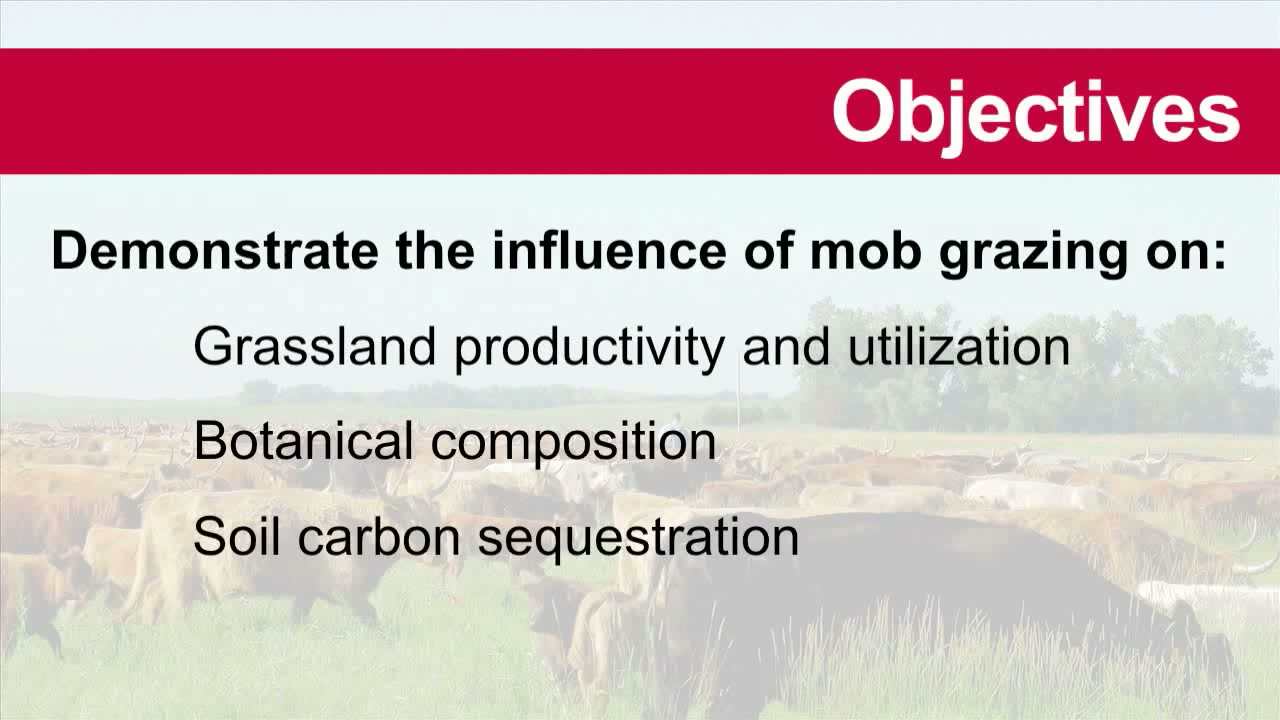 Objectives
Demonstrate the influence of mob grazing on:
Grassland productivity and utilization
Botanical composition
Soil carbon sequestration